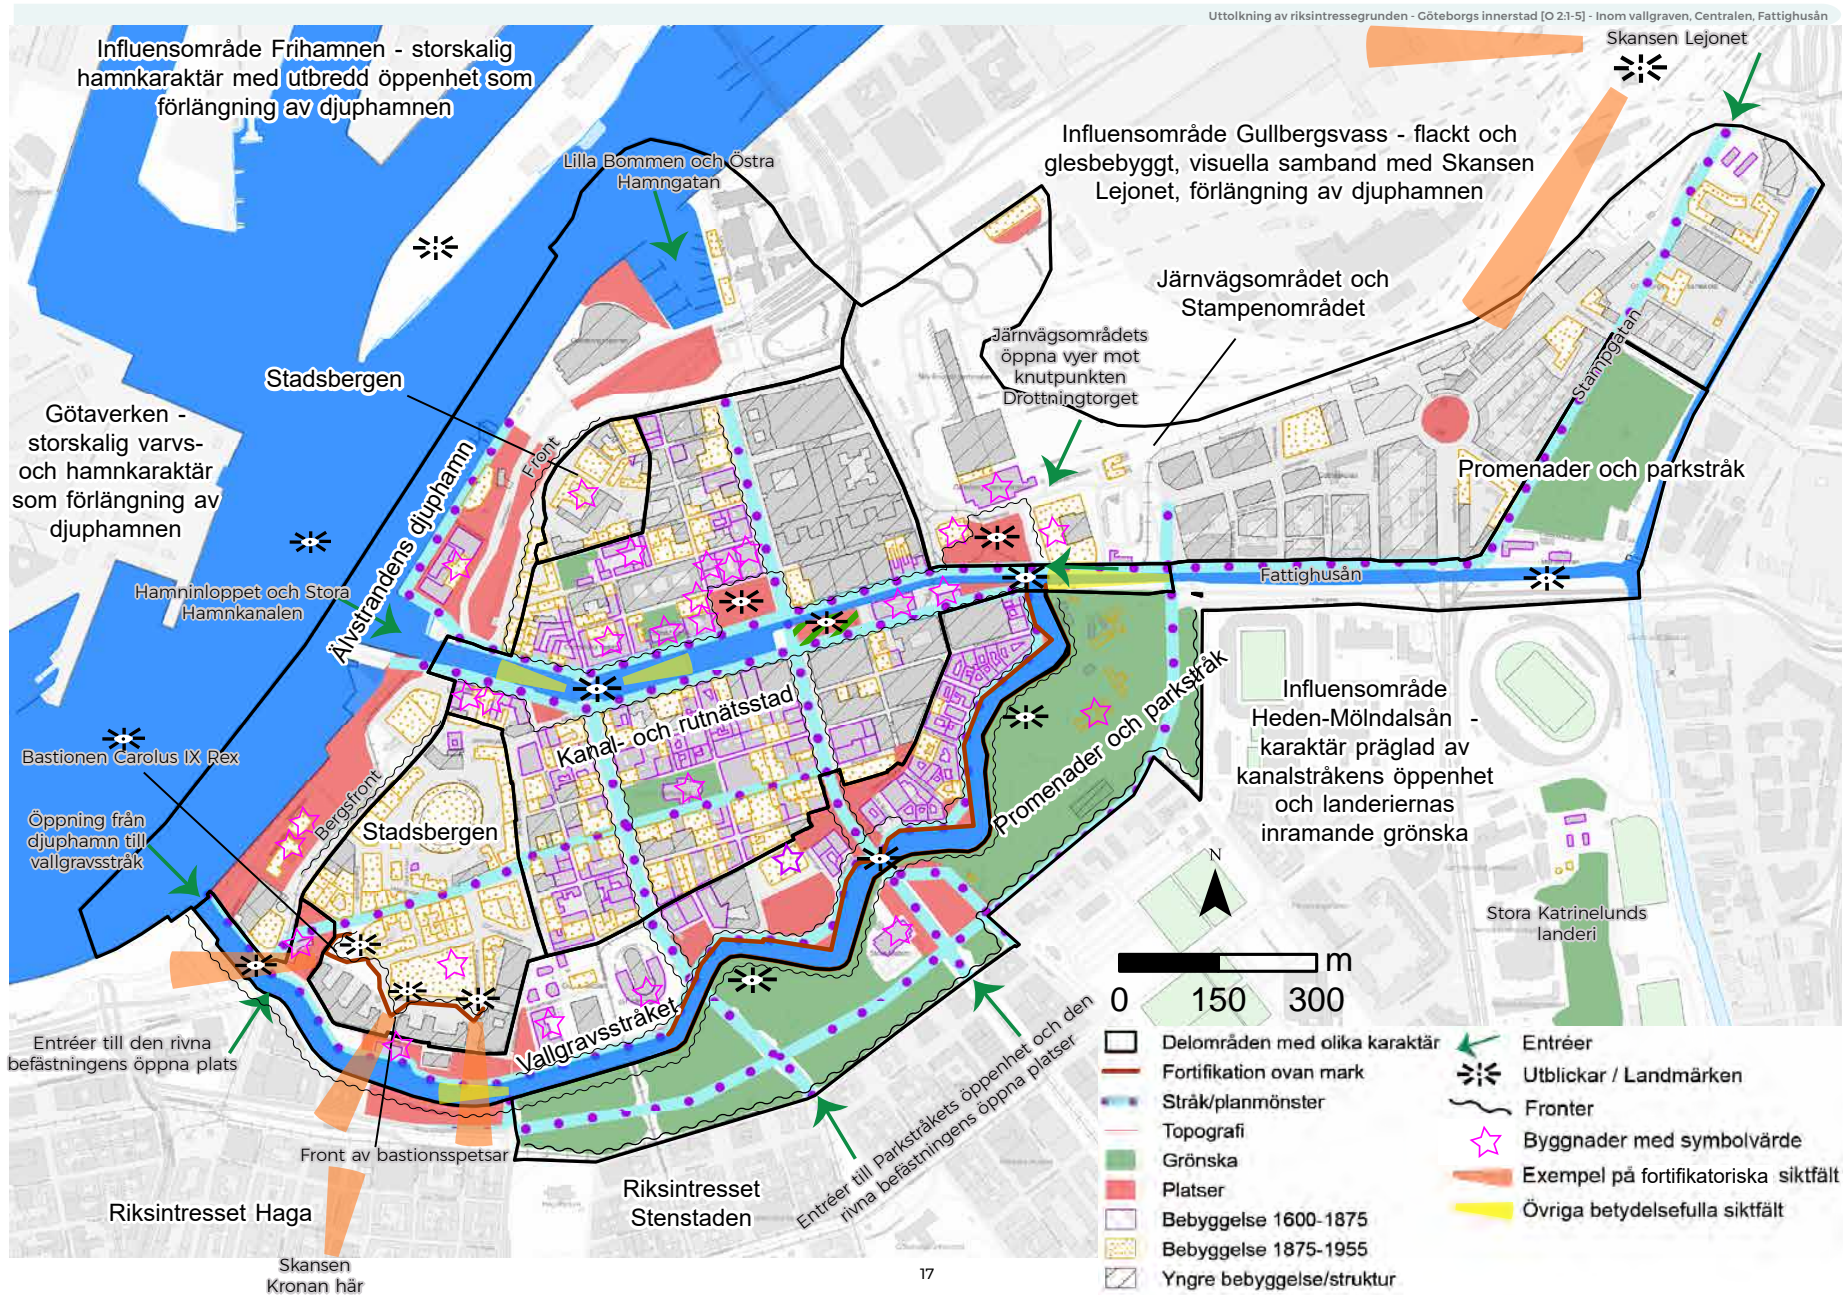 Uttolkning av riksintressegrunden - Göteborgs innerstad [O 2:1-5] - Inom vallgraven, Centralen, Fattighusån
Influensområde Frihamnen - storskalig
hamnkaraktär med utbredd öppenhet som
förlängning av djuphamnen
Skansen Lejonet
Influensområde Gullbergsvass - flackt och
glesbebyggt, visuella samband med Skansen
Lejonet, förlängning av djuphamnen
Lilla Bommen och Östra
Hamngatan
Järnvägsområdet och
Stampenområdet
Järnvägsområdets
öppna vyer mot
knutpunkten
Drottningtorget
Stampgatan
Stadsbergen
Götaverken -
storskalig varvs-
och hamnkaraktär
som förlängning av
djuphamnen
Älvstrandens djuphamn
Front
Promenader och parkstråk
Fattighusån
Hamninloppet och Stora
Hamnkanalen
Kanal- och rutnätsstad
Promenader och parkstråk
Influensområde
Heden-Mölndalsån -
karaktär präglad av
kanalstråkens öppenhet
och landeriernas
inramande grönska
Bastionen Carolus IX Rex
Bergsfront
Öppning från
djuphamn till
vallgravsstråk
Stadsbergen
Stora Katrinelunds
landeri
N
m
0 150 300
Vallgravsstråket
Entréer till den rivna
befästningens öppna plats
Entréer till Parkstråkets öppenhet och den
rivna befästningens öppna platser
Front av bastionsspetsar
Riksintresset Haga
Riksintresset
Stenstaden
Skansen
Kronan här
Delområden med olika karaktär
Fortifikation ovan mark
Stråk/planmönster
Topografi
Grönska
Platser
Bebyggelse 1600-1875
Bebyggelse 1875-1955
Yngre bebyggelse/struktur
Entréer
Utblickar / Landmärken
Fronter
Byggnader med symbolvärde
Exempel på fortifikatoriska siktfält
Övriga betydelsefulla siktfält
17